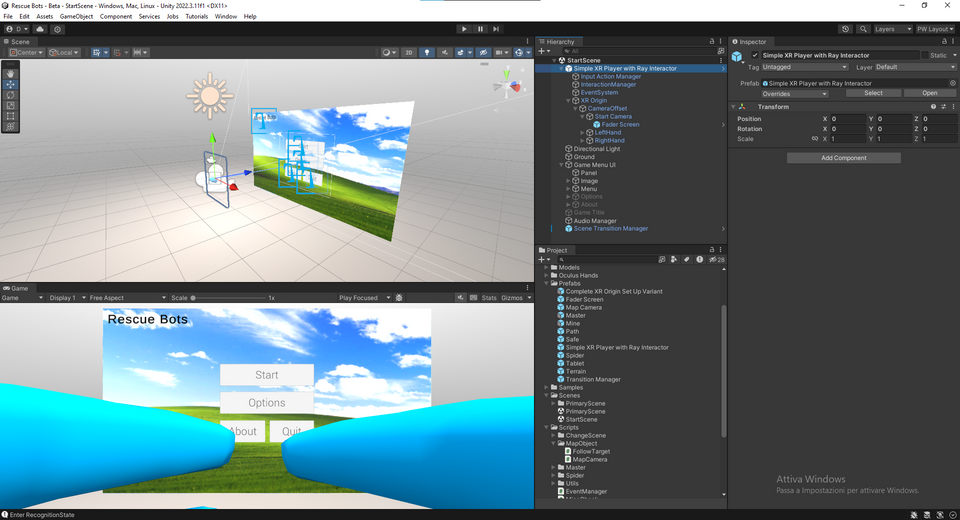 Rescue Bots - Beta - StartScene - Windows, Mac, Linux - Unity 2022.3.11f1 <DX11>
File Edit Assets GameObject Component Services Jobs Tutorials Window Help
D
Layers PW Layout
Scene
Center Local 2D
Game
Game Display 1 Free Aspect Scale 1x Play Focused Stats Gizmos
Rescue Bots
Start
Options
About Quit
Enter RecognitionState
Hierarchy
All
StartScene
Simple XR Player with Ray Interactor
Input Action Manager
InteractionManager
EventSystem
XR Origin
CameraOffset
Start Camera
Fader Screen
LeftHand
RightHand
Directional Light
Ground
Game Menu UI
Panel
Image
Menu
Options
About
Game Title
Audio Manager
Scene Transition Manager
Project
28
Models
Oculus Hands
Prefabs
Complete XR Origin Set Up Variant
Fader Screen
Map Camera
Master
Mine
Path
Safe
Simple XR Player with Ray Interactor
Spider
Tablet
Terrain
Transition Manager
Samples
Scenes
PrimaryScene
PrimaryScene
StartScene
Scripts
ChangeScene
MapObject
FollowTarget
MapCamera
Master
Spider
Utils
EventManager
Inspector
Simple XR Player with Ray Interactor Static
Tag Untagged Layer Default
Prefab Simple XR Player with Ray Interactor
Overrides Select Open
Transform
Position X 0 Y 0 Z 0
Rotation X 0 Y 0 Z 0
Scale X 1 Y 1 Z 1
Add Component
Attiva Windows
Passa a Impostazioni per attivare Windows.